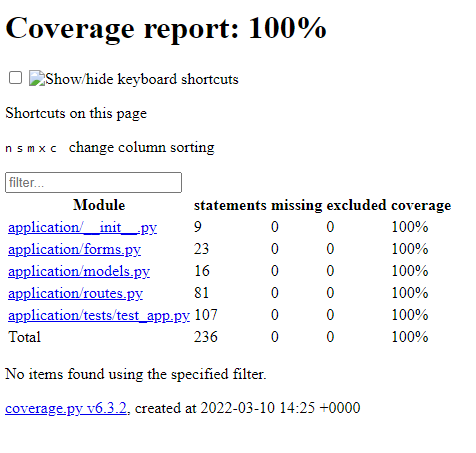 Coverage report: 100%
Show/hide keyboard shortcuts
Shortcuts on this page
n s m x c change column sorting
filter...
Module statements missing excluded coverage
application/__init__.py 9 0 0 100%
application/forms.py 23 0 0 100%
application/models.py 16 0 0 100%
application/routes.py 81 0 0 100%
application/tests/test_app.py 107 0 0 100%
Total 236 0 0 100%
No items found using the specified filter.
coverage.py v6.3.2, created at 2022-03-10 14:25 +0000